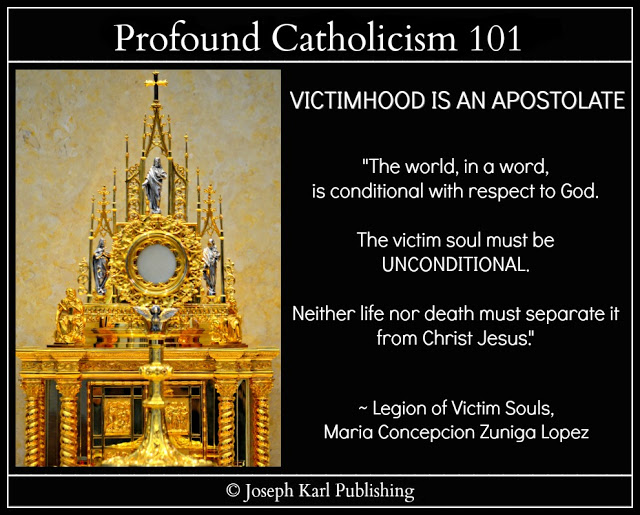 Profound Catholicism 101
VICTIMHOOD IS AN APOSTOLATE
"The world, in a word,
is conditional with respect to God.
The victim soul must be
UNCONDITIONAL.
Neither life nor death must separate it
from Christ Jesus."
~ Legion of Victim Souls,
Maria Concepcion Zuniga Lopez
© Joseph Karl Publishing